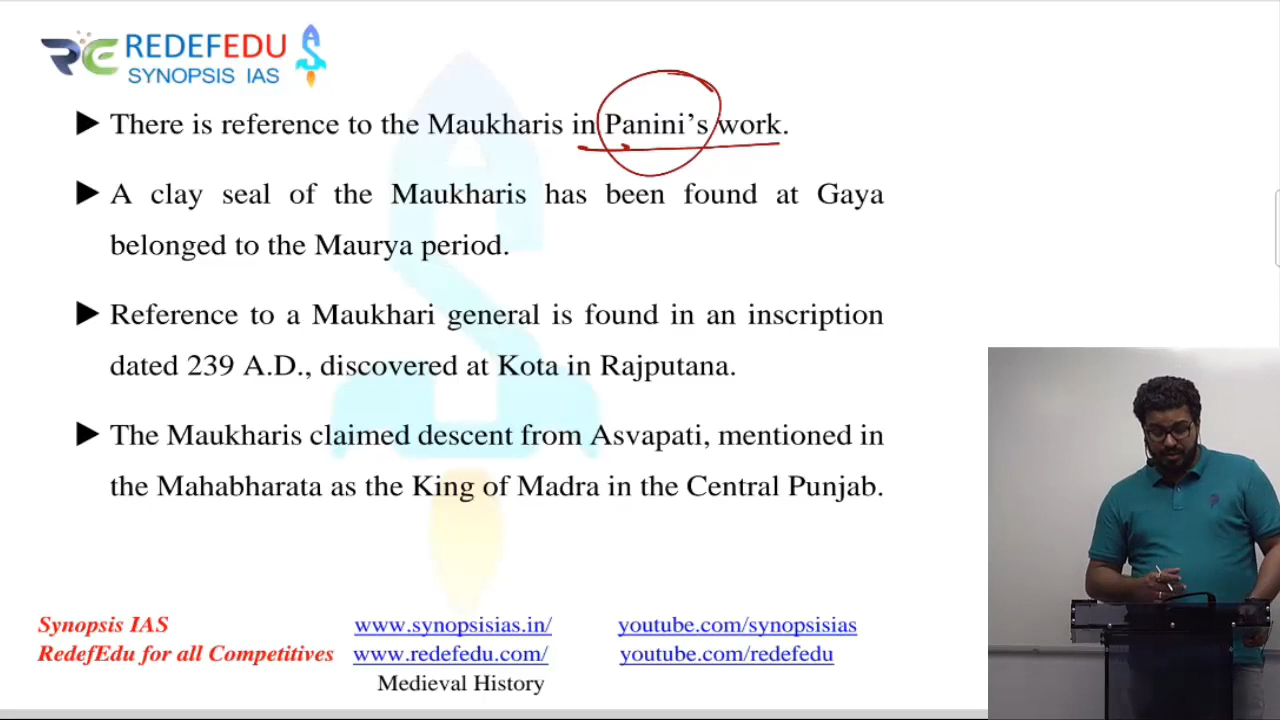 REDEFEDU
SYNOPSIS IAS
▶ There is reference to the Maukharis in Panini's work.
▶ A clay seal of the Maukharis has been found at Gaya
belonged to the Maurya period.
▶ Reference to a Maukhari general is found in an inscription
dated 239 A.D., discovered at Kota in Rajputana.
▶ The Maukharis claimed descent from Asvapati, mentioned in
the Mahabharata as the King of Madra in the Central Punjab.
Synopsis IAS www.synopsisias.in/ youtube.com/synopsisias
RedefEdu for all Competitives www.redefedu.com/ youtube.com/redefedu
Medieval History